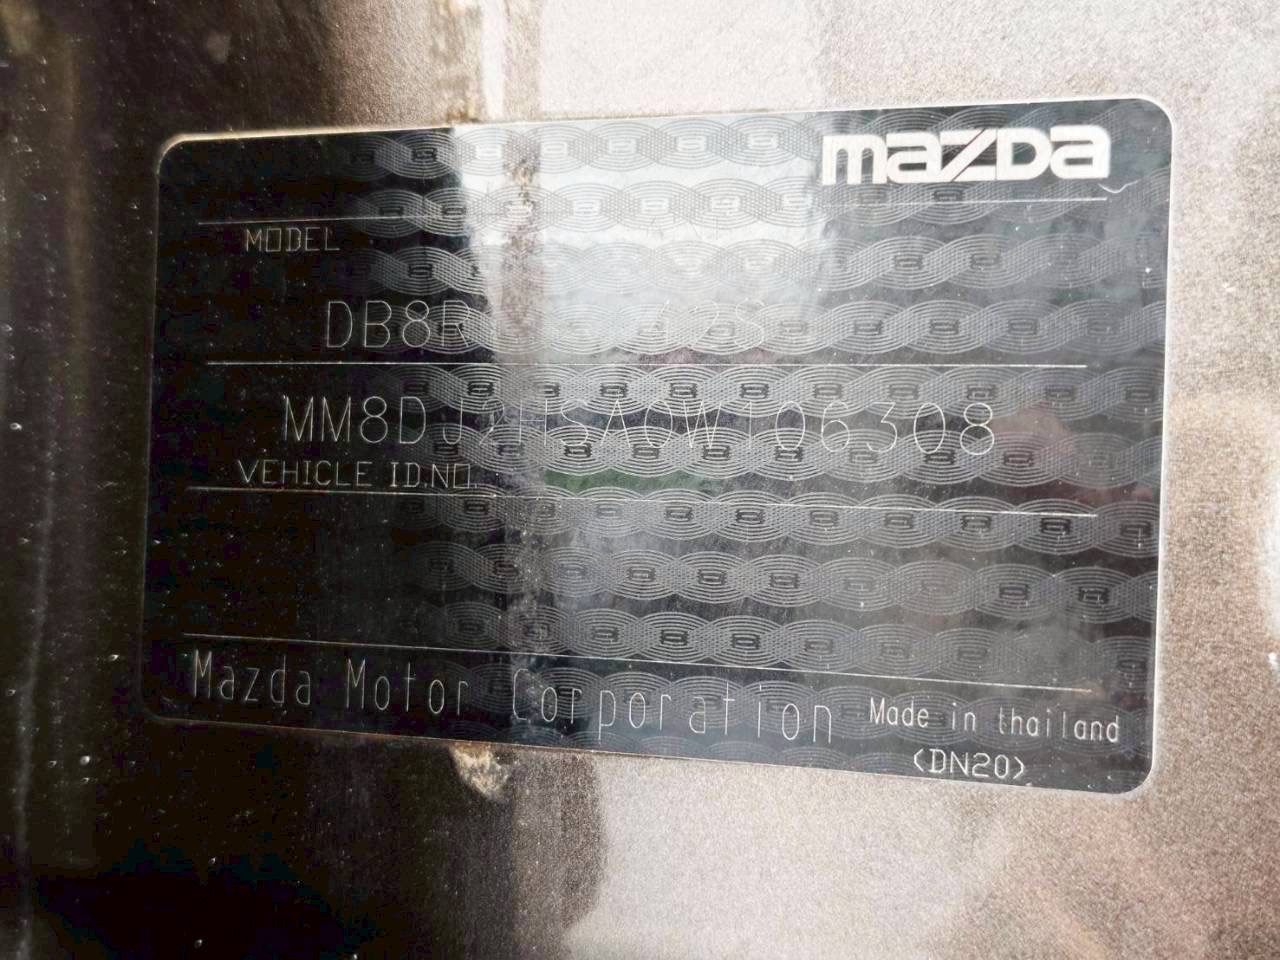 mazda
MODEL
MM8DJ2HSA0W106308
VEHICLE ID.NO.
Mazda Motor Corporation
Made in thailand
(DN20)